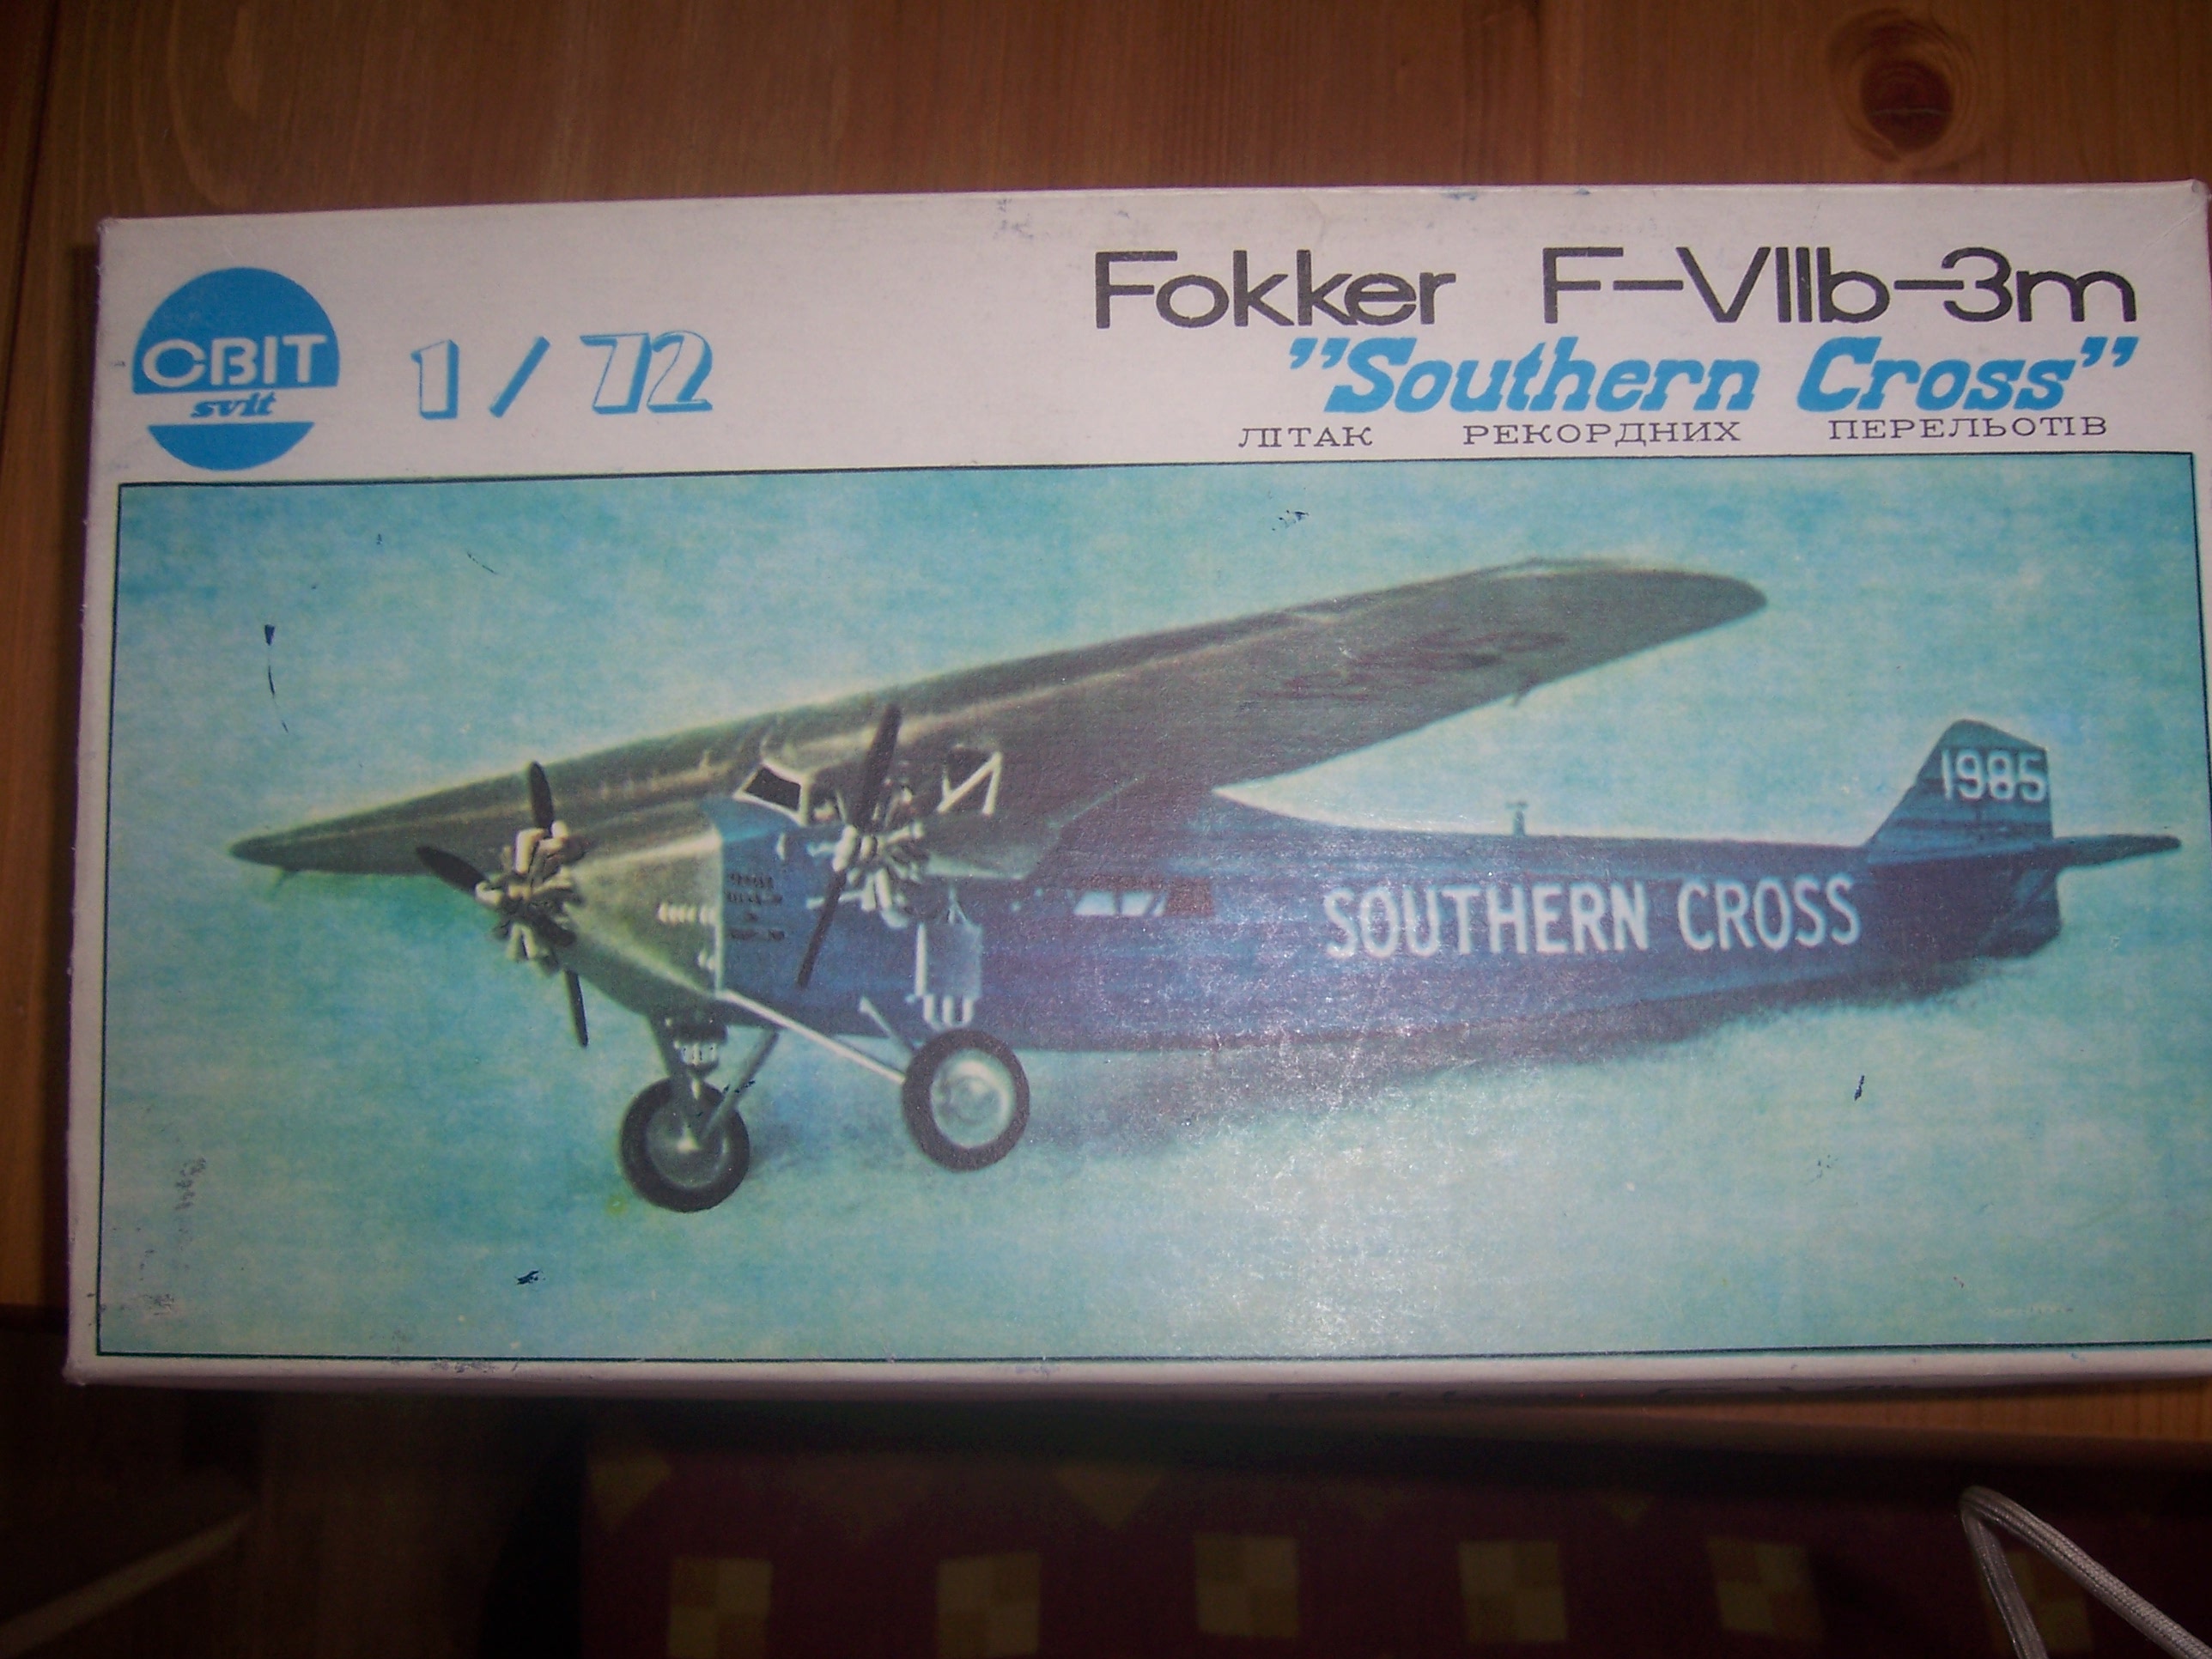 СВІТ
svit
1/72
Fokker F-VIIb-3m
"Southern Cross"
ЛІТАК РЕКОРДНИХ ПЕРЕЛЬОТІВ
1985
SOUTHERN CROSS